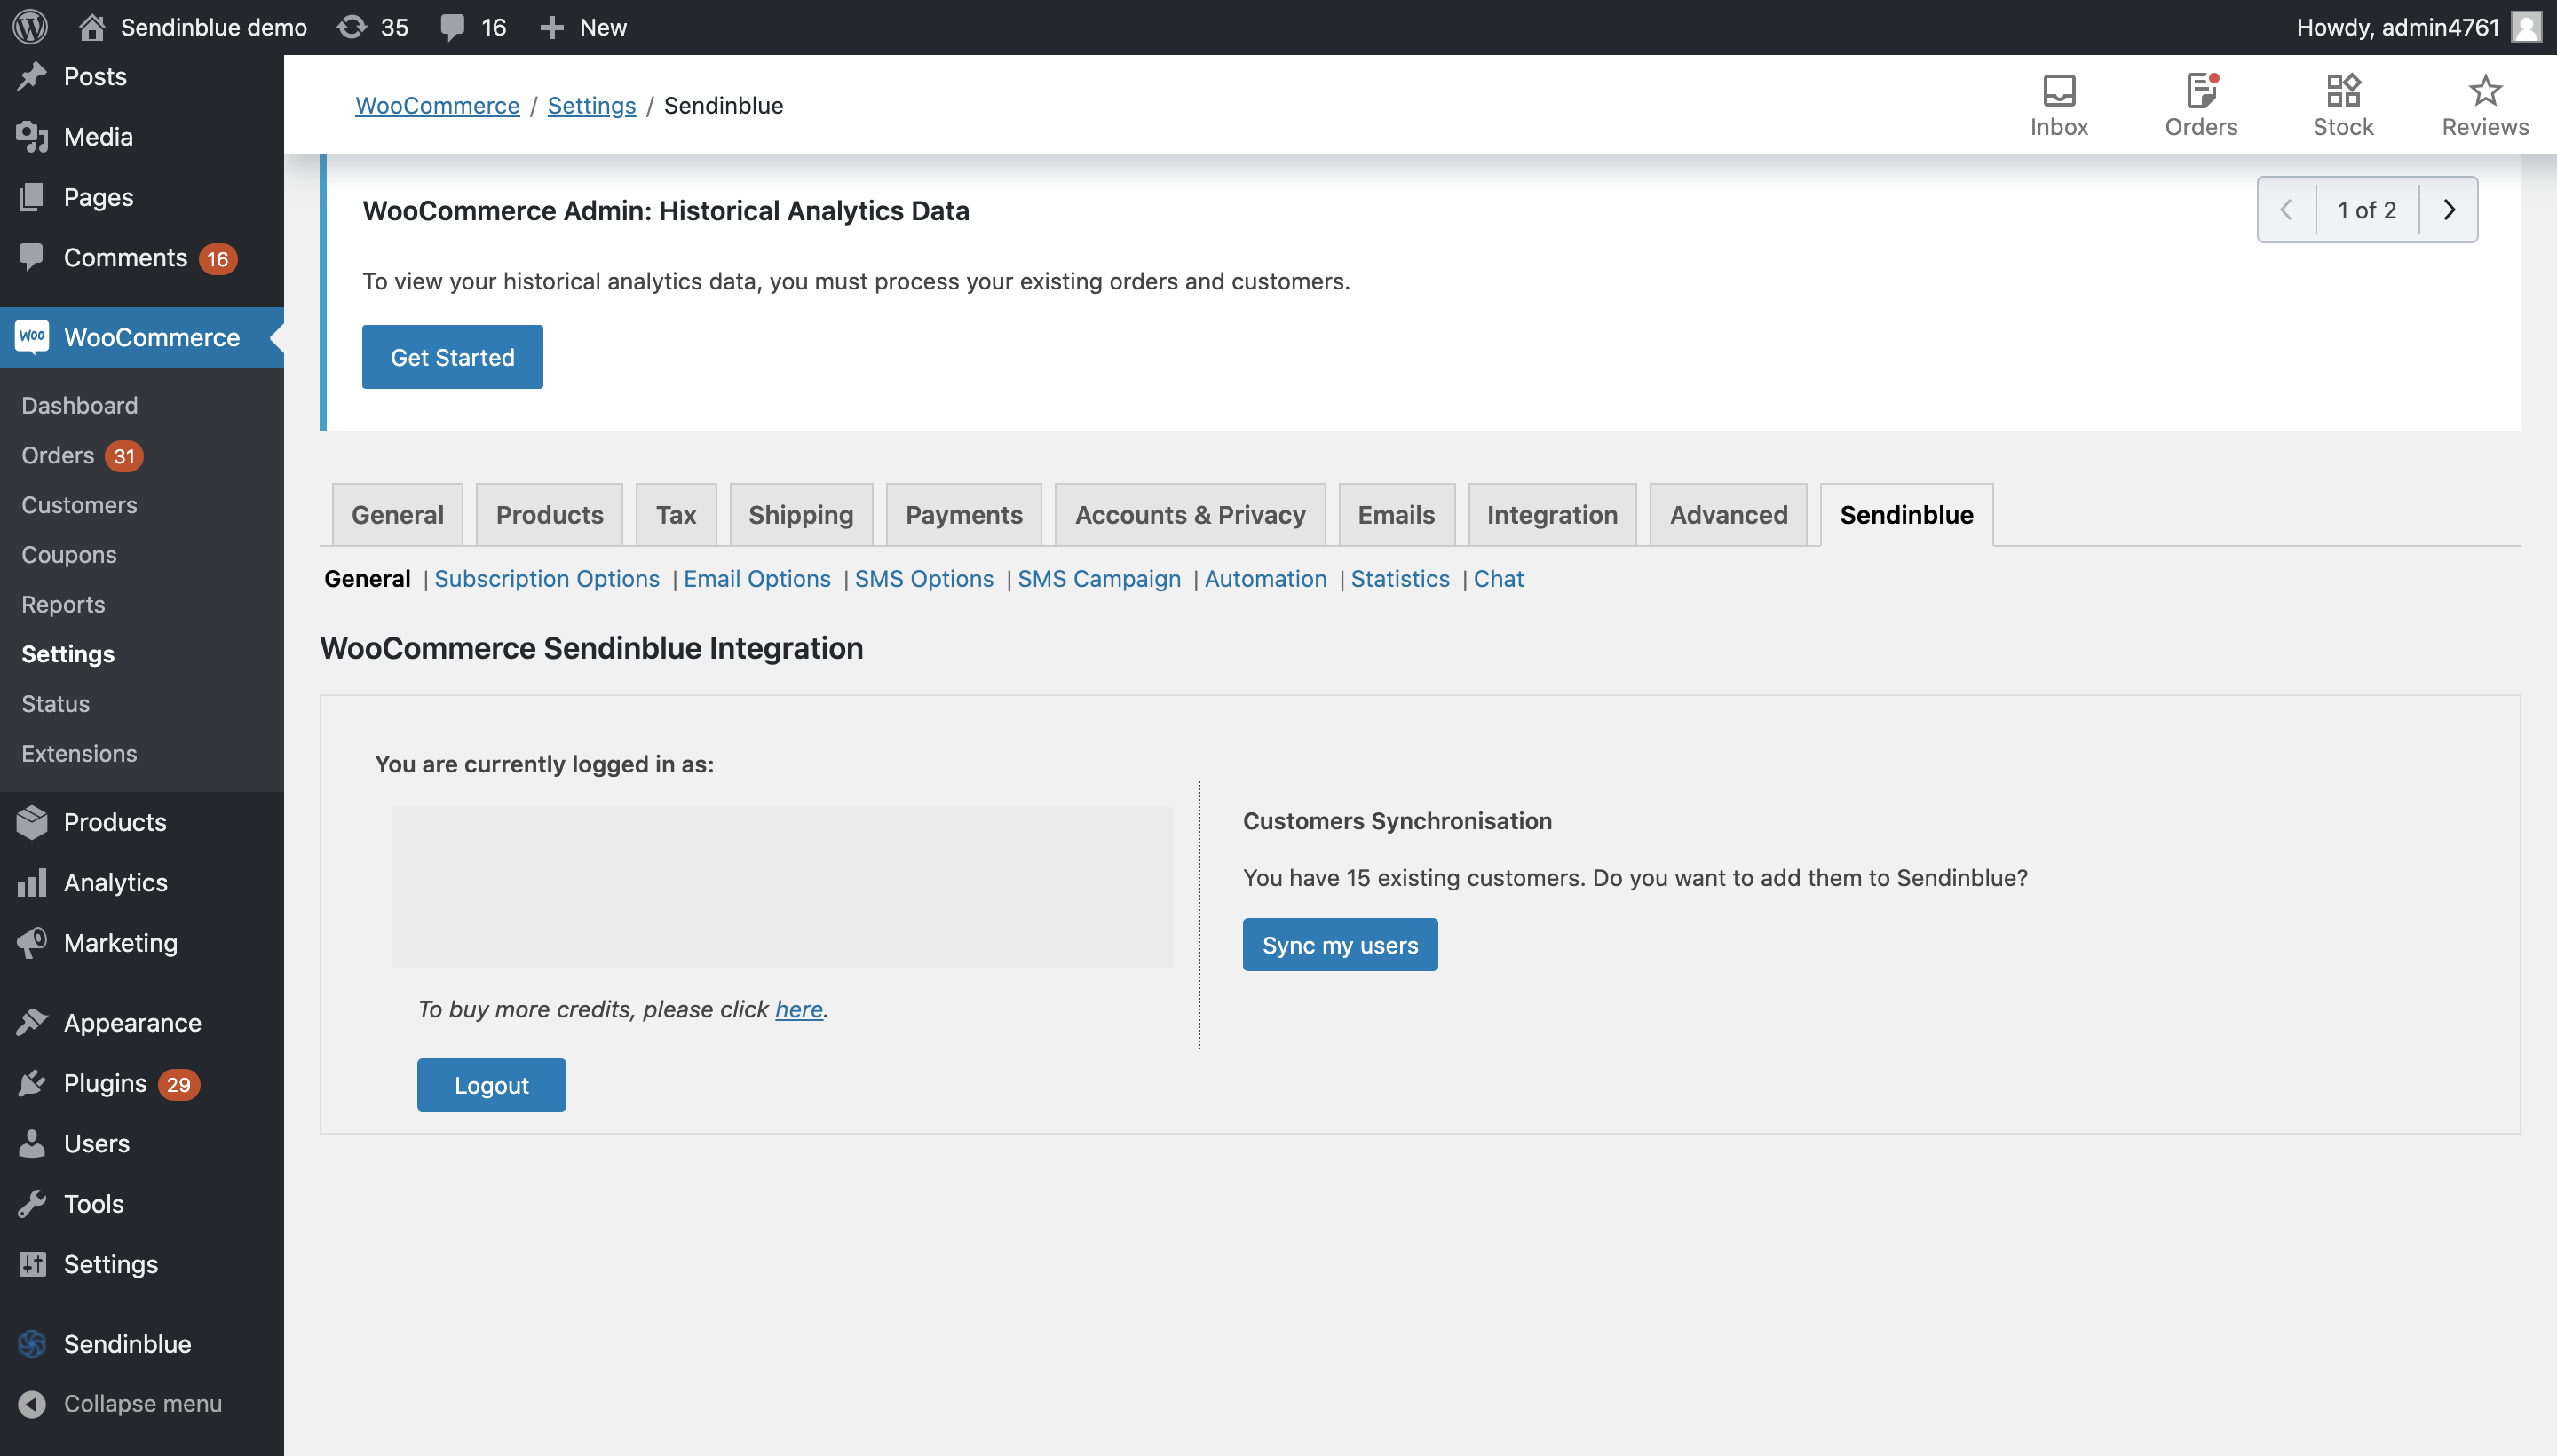 Sendinblue demo 35 16 New Howdy, admin4761
Posts
Media
Pages
Comments 16
Woo WooCommerce
Dashboard
Orders 31
Customers
Coupons
Reports
Settings
Status
Extensions
Products
Analytics
Marketing
Appearance
Plugins 29
Users
Tools
Settings
Sendinblue
Collapse menu
WooCommerce / Settings / Sendinblue
Inbox Orders Stock Reviews
WooCommerce Admin: Historical Analytics Data
1 of 2
To view your historical analytics data, you must process your existing orders and customers.
Get Started
General Products Tax Shipping Payments Accounts & Privacy Emails Integration Advanced Sendinblue
General | Subscription Options | Email Options | SMS Options | SMS Campaign | Automation | Statistics | Chat
WooCommerce Sendinblue Integration
You are currently logged in as:
To buy more credits, please click here.
Logout
Customers Synchronisation
You have 15 existing customers. Do you want to add them to Sendinblue?
Sync my users